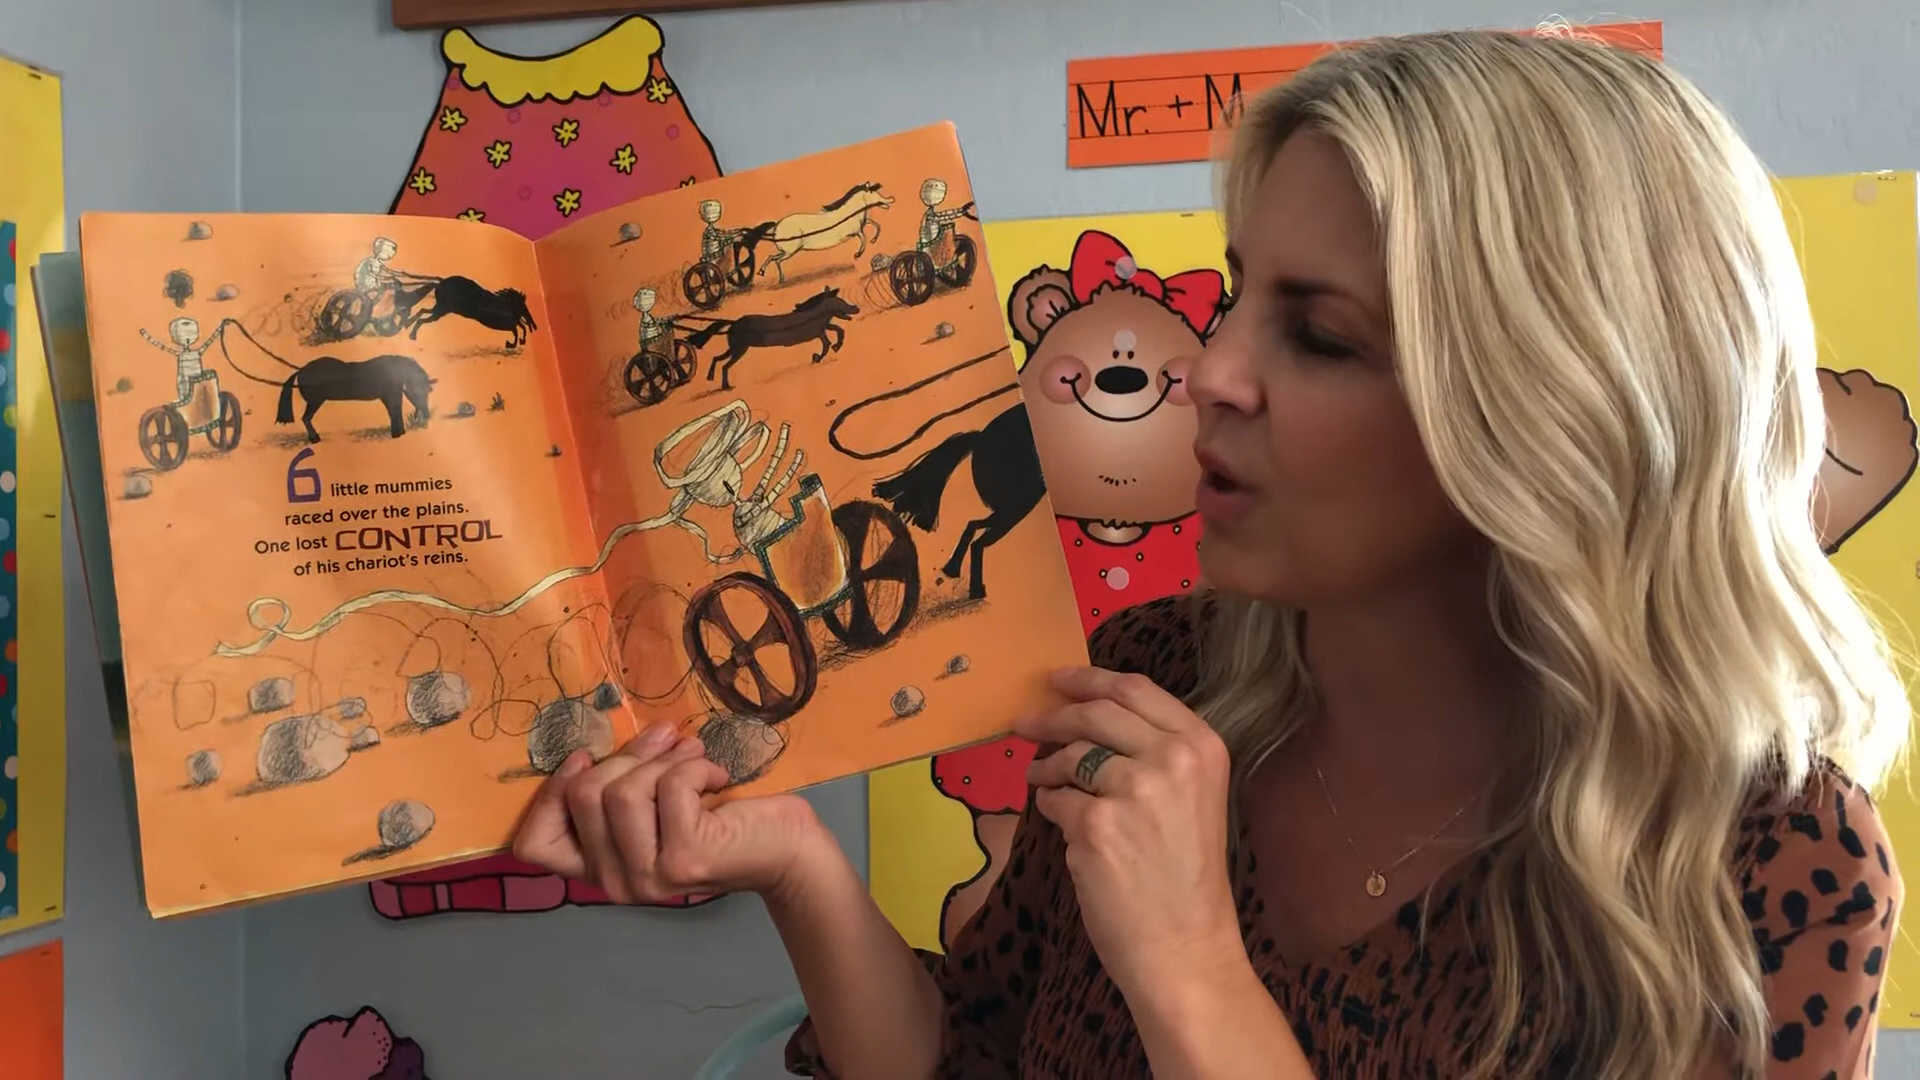 Mr. + M
6 little mummies
raced over the plains.
One lost CONTROL
of his chariot's reins.